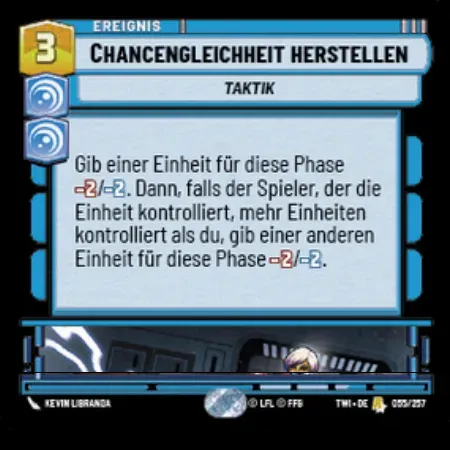 EREIGNIS
3
CHANCENGLEICHHEIT HERSTELLEN
TAKTIK
Gib einer Einheit für diese Phase
-2/-2. Dann, falls der Spieler, der die
Einheit kontrolliert, mehr Einheiten
kontrolliert als du, gib einer anderen
Einheit für diese Phase -2/-2.
KEVIN LIBRANDA
© LFL © FFG
TWI•DE
055/257